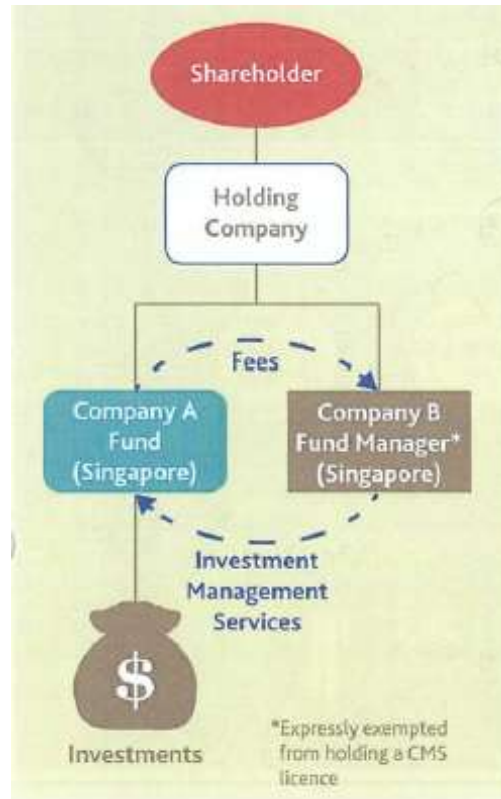 Shareholder
Holding
Company
Fees
Company A
Fund
(Singapore)
Company B
Fund Manager*
(Singapore)
Investment
Management
Services
$
Investments
*Expressly exempted
from holding a CMS
licence